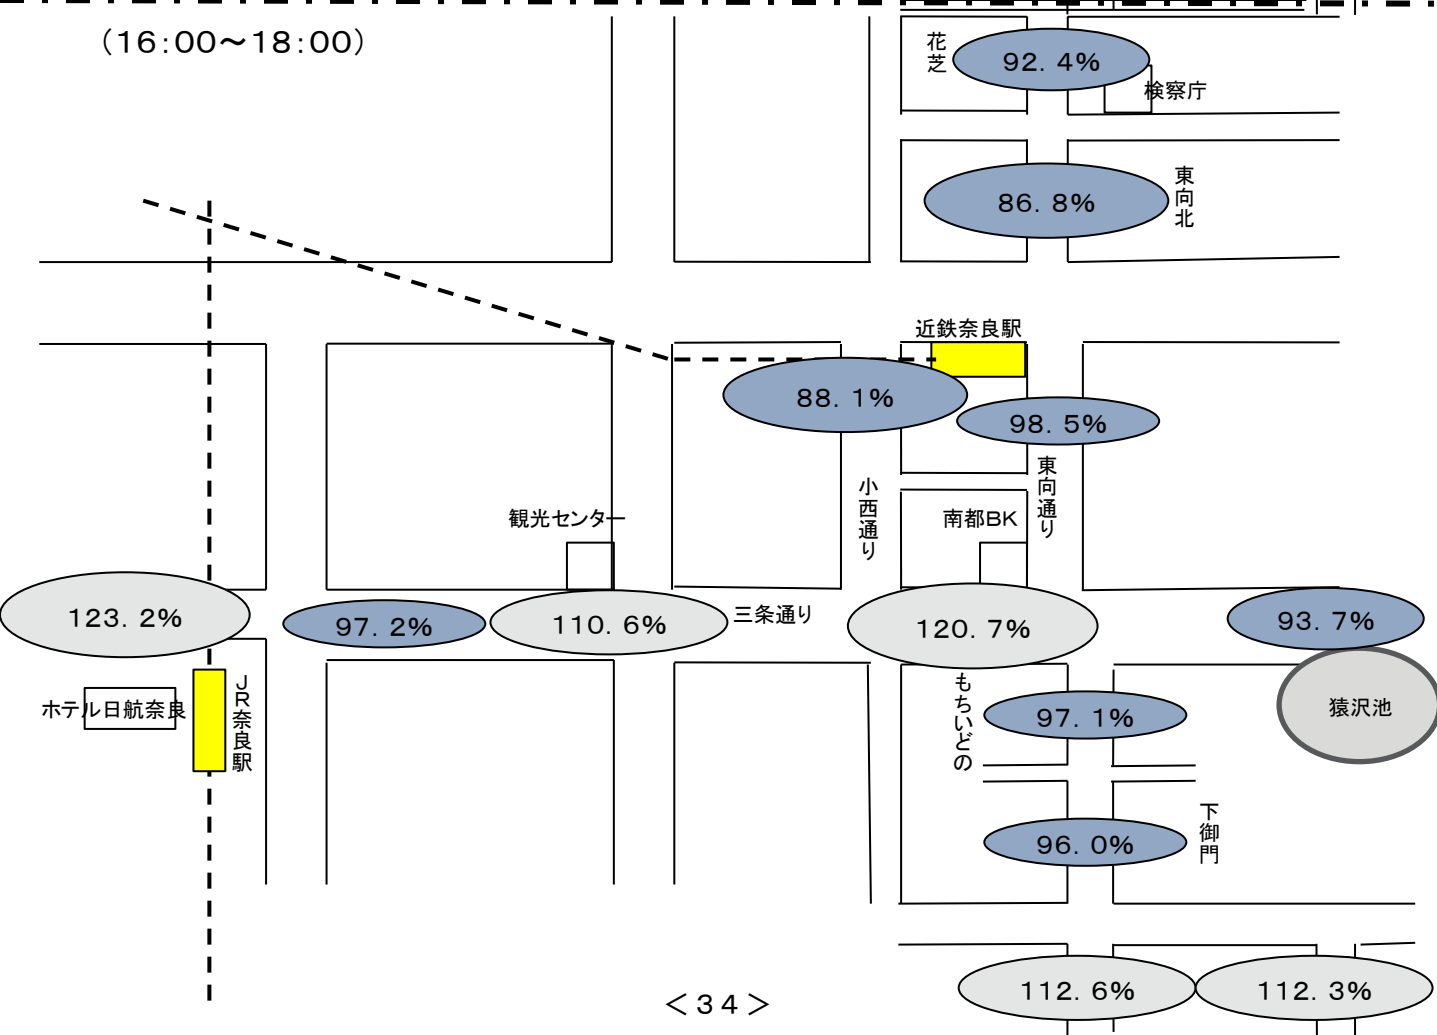 （16：00～18：00）
花芝
92．4％
検察庁
86．8％
東向北
近鉄奈良駅
88．1％
98．5％
東向通り
小西通り
観光センター
南都BK
123．2％
97．2％
110．6％
三条通り
120．7％
93．7％
猿沢池
JR奈良駅
ホテル日航奈良
もちいどの
97．1％
下御門
96．0％
112．6％
112．3％
＜３４＞